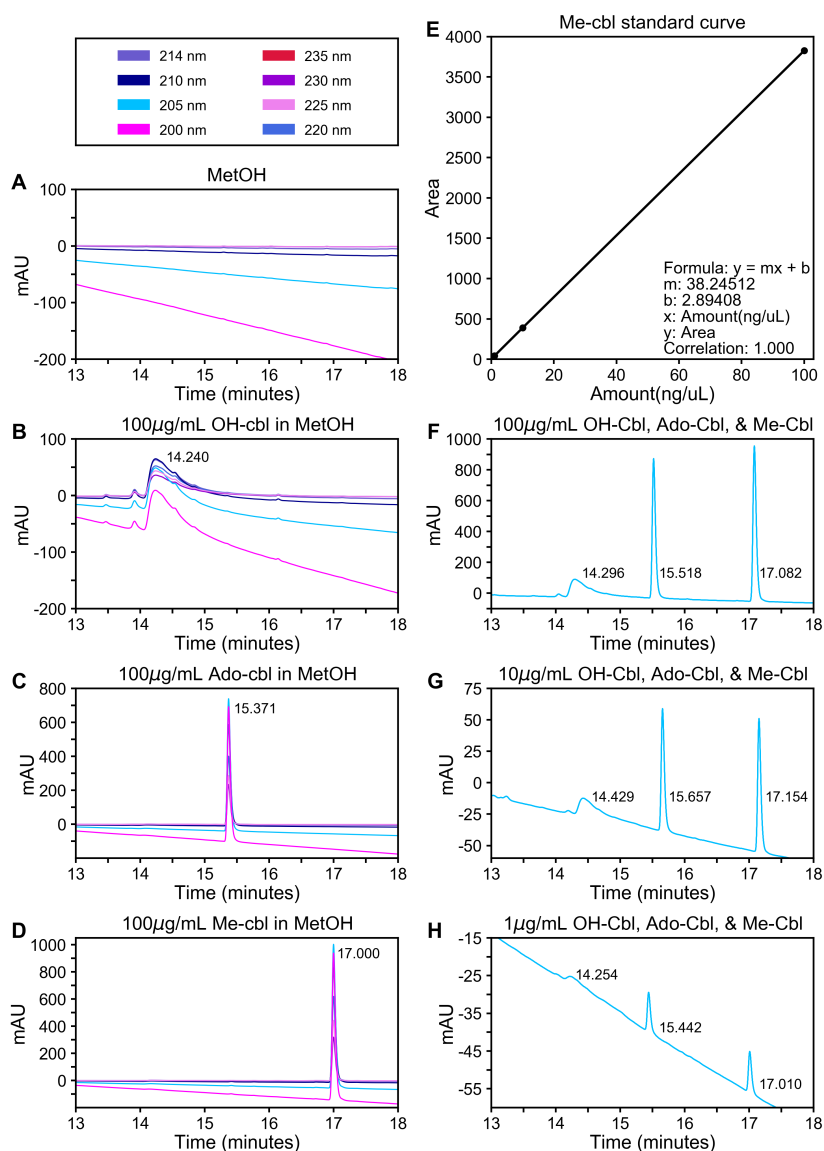 214 nm
210 nm
205 nm
200 nm
235 nm
230 nm
225 nm
220 nm
A
MetOH
100
0
-100
-200
mAU
13 14 15 16 17 18
Time (minutes)
B
100µg/mL OH-cbl in MetOH
100
0
-100
-200
mAU
14.240
13 14 15 16 17 18
Time (minutes)
C
100µg/mL Ado-cbl in MetOH
800
600
400
200
0
mAU
15.371
13 14 15 16 17 18
Time (minutes)
D
100µg/mL Me-cbl in MetOH
1000
800
600
400
200
0
mAU
17.000
13 14 15 16 17 18
Time (minutes)
E
Me-cbl standard curve
4000
3500
3000
2500
2000
1500
1000
500
0
Area
Formula: y = mx + b
m: 38.24512
b: 2.89408
x: Amount(ng/uL)
y: Area
Correlation: 1.000
0 20 40 60 80 100
Amount(ng/uL)
F
100µg/mL OH-Cbl, Ado-Cbl, & Me-Cbl
1000
800
600
400
200
0
mAU
14.296
15.518
17.082
13 14 15 16 17 18
Time (minutes)
G
10µg/mL OH-Cbl, Ado-Cbl, & Me-Cbl
75
50
25
0
-25
-50
mAU
14.429
15.657
17.154
13 14 15 16 17 18
Time (minutes)
H
1µg/mL OH-Cbl, Ado-Cbl, & Me-Cbl
-15
-25
-35
-45
-55
mAU
14.254
15.442
17.010
13 14 15 16 17 18
Time (minutes)